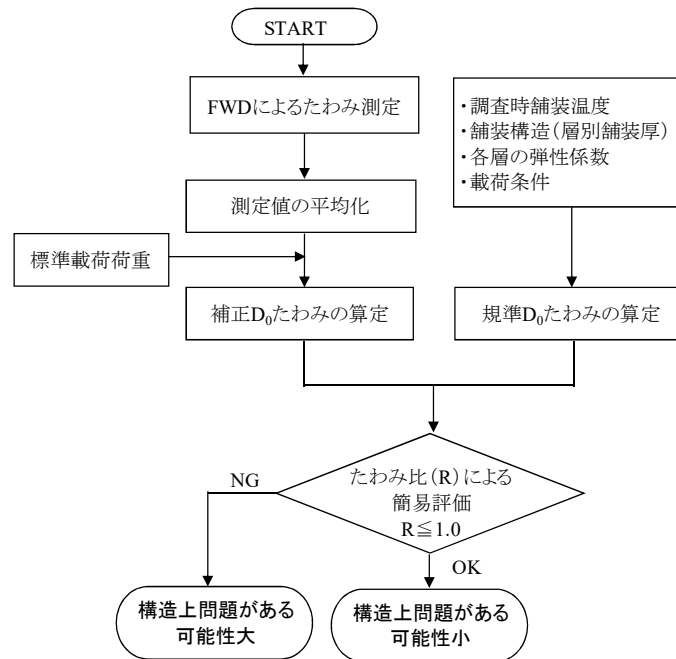 START
FWDによるたわみ測定
・調査時舗装温度
・舗装構造(層別舗装厚)
・各層の弾性係数
・載荷条件
測定値の平均化
標準載荷荷重
補正D₀たわみの算定
規準D₀たわみの算定
たわみ比(R)による
簡易評価
R≦1.0
NG
OK
構造上問題がある
可能性大
構造上問題がある
可能性小